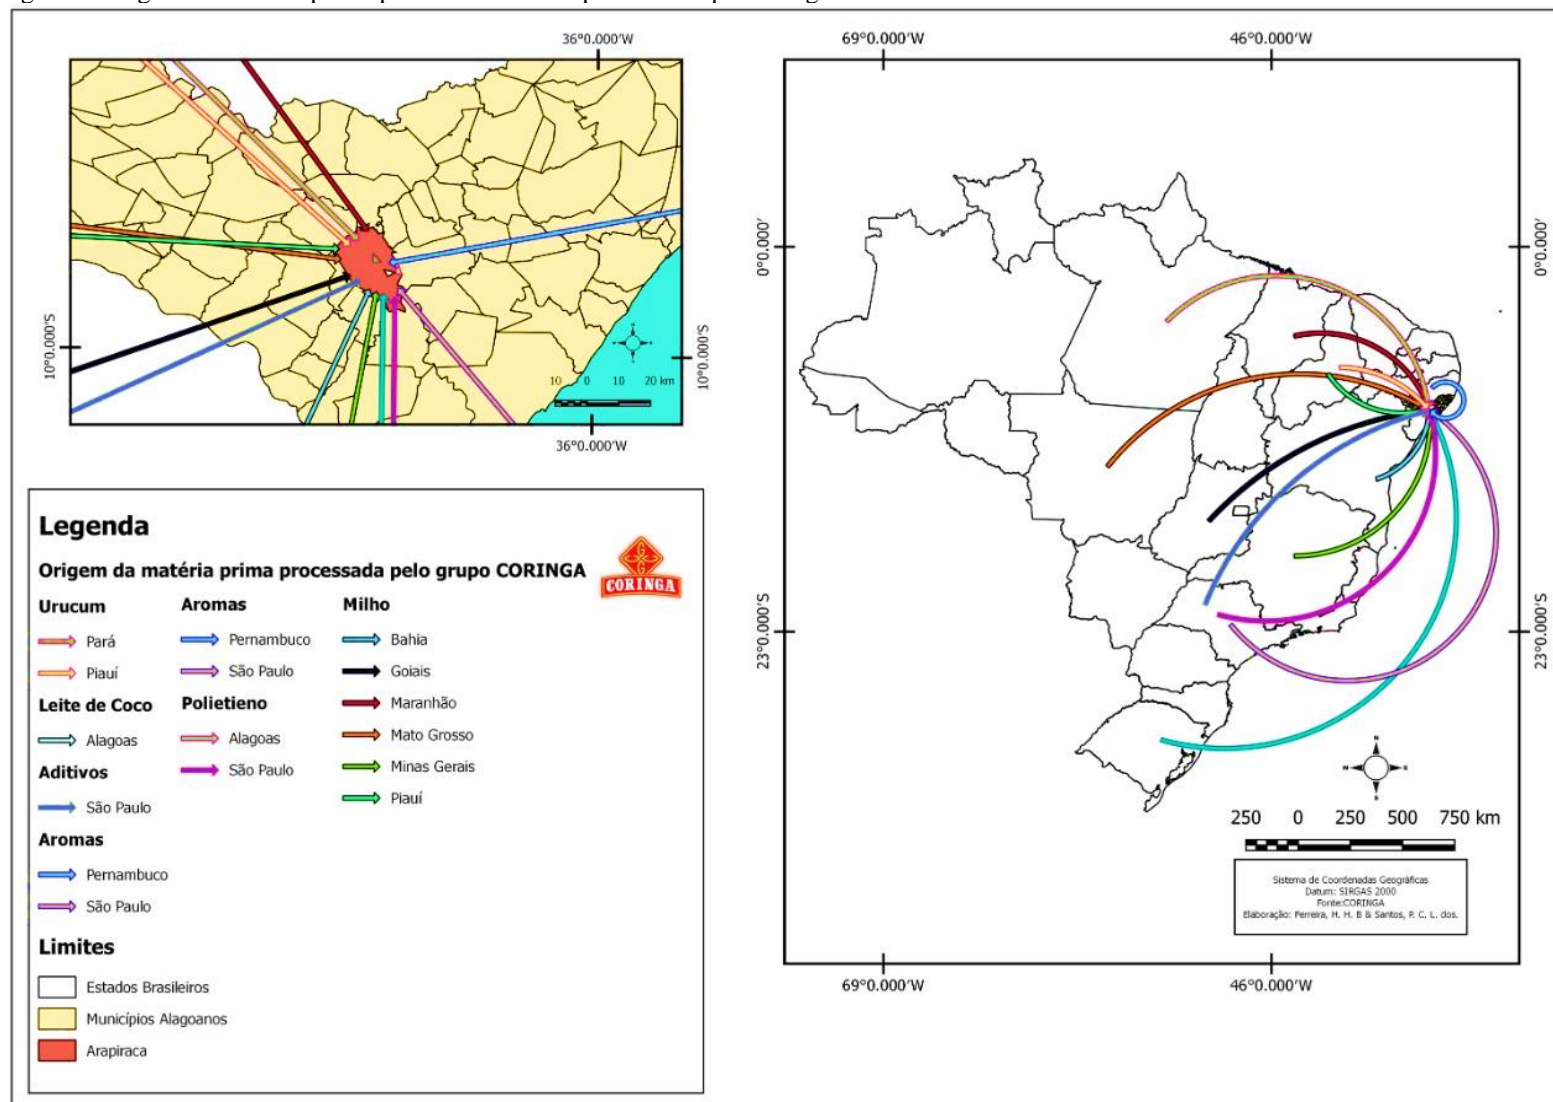 36°0.000'W
10°0.000'S
10°0.000'S
10 0 10 20 km
36°0.000'W
69°0.000'W
46°0.000'W
0°0.000'
0°0.000'
23°0.000'S
23°0.000'S
N
W
E
S
250 0 250 500 750 km
Sistema de Coordenadas Geográficas
Datum: SIRGAS 2000
Fonte:CORINGA
Elaboração: Ferreira, H. H. B & Santos, P. C. L. dos.
69°0.000'W
46°0.000'W
Legenda
Origem da matéria prima processada pelo grupo CORINGA
CORINGA
Urucum
Pará
Piauí
Leite de Coco
Alagoas
Aditivos
São Paulo
Aromas
Pernambuco
São Paulo
Aromas
Pernambuco
São Paulo
Polietieno
Alagoas
São Paulo
Milho
Bahia
Goiais
Maranhão
Mato Grosso
Minas Gerais
Piauí
Limites
Estados Brasileiros
Municípios Alagoanos
Arapiraca